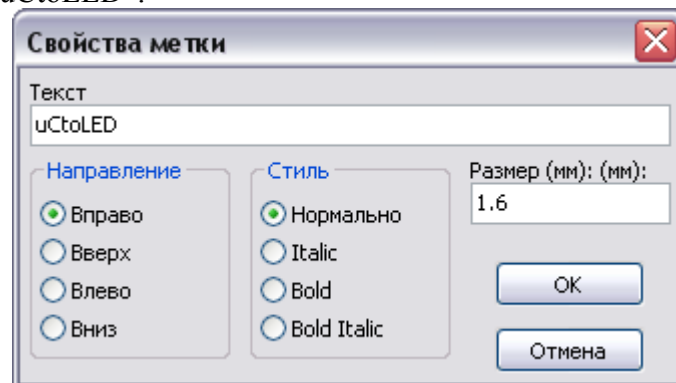 uCtoLED".
Свойства метки
Текст
uCtoLED
Направление
Вправо
Вверх
Влево
Вниз
Стиль
Нормально
Italic
Bold
Bold Italic
Размер (мм): (мм):
1.6
OK
Отмена